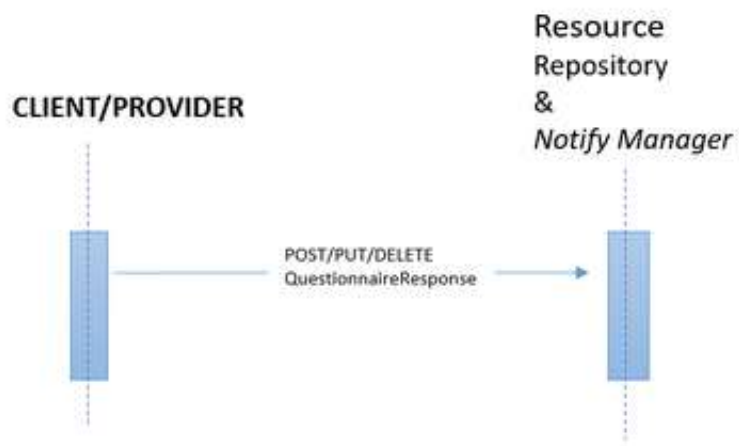 Resource
Repository
&
Notify Manager
CLIENT/PROVIDER
POST/PUT/DELETE
QuestionnaireResponse